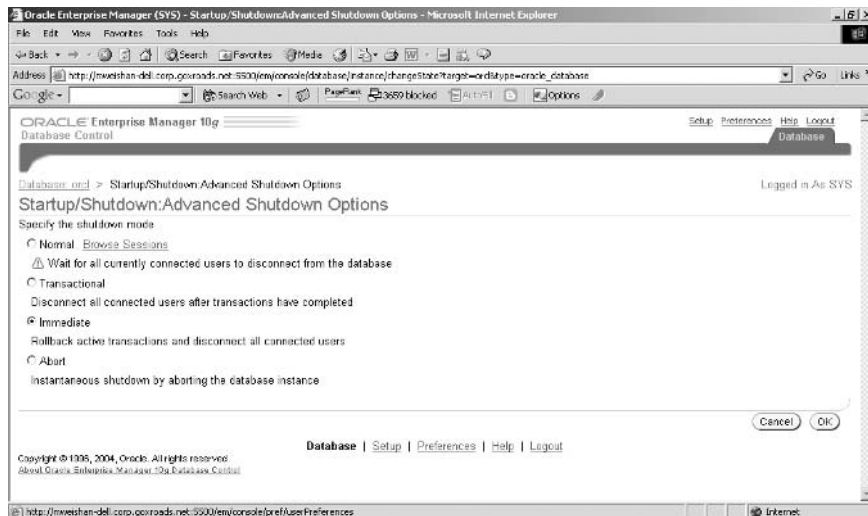 Oracle Enterprise Manager (SYS) - Startup/Shutdown:Advanced Shutdown Options - Microsoft Internet Explorer
File Edit View Favorites Tools Help
Back Search Favorites Media
Address http://mweishan-dell.corp.goxroads.net:5500/em/console/database/instance/changeState?target=orcl&type=oracle_database Go Links
Google Search Web PageRank 3659 blocked AutoFill Options
ORACLE Enterprise Manager 10g
Database Control
Setup Preferences Help Logout
Database
Database: orcl > Startup/Shutdown:Advanced Shutdown Options
Logged in As SYS
Startup/Shutdown:Advanced Shutdown Options
Specify the shutdown mode
Normal Browse Sessions
Wait for all currently connected users to disconnect from the database
Transactional
Disconnect all connected users after transactions have completed
Immediate
Rollback active transactions and disconnect all connected users
Abort
Instantaneous shutdown by aborting the database instance
Cancel OK
Database | Setup | Preferences | Help | Logout
Copyright © 1996, 2004, Oracle. All rights reserved.
About Oracle Enterprise Manager 10g Database Control
http://mweishan-dell.corp.goxroads.net:5500/em/console/pref/userPreferences Internet